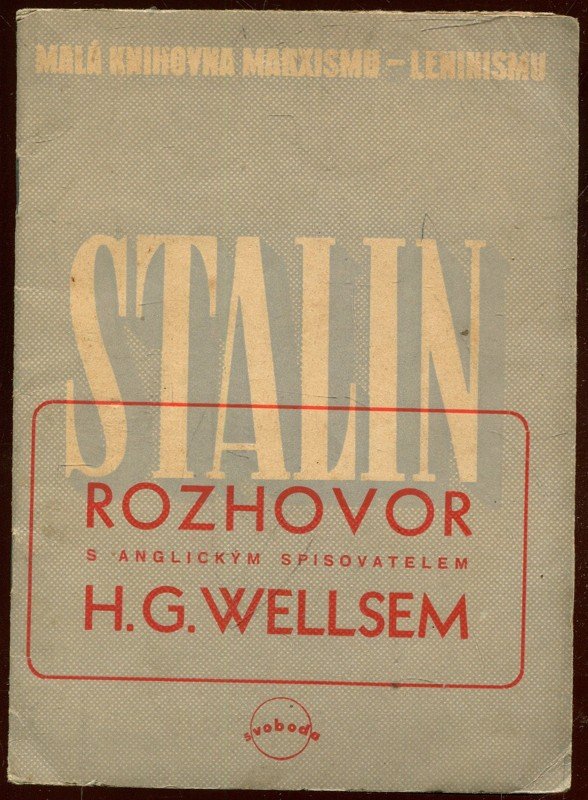 MALÁ KNIHOVNA MARXISMU – LENINISMU
STALIN
ROZHOVOR
S ANGLICKÝM SPISOVATELEM
H. G. WELLSEM
svoboda